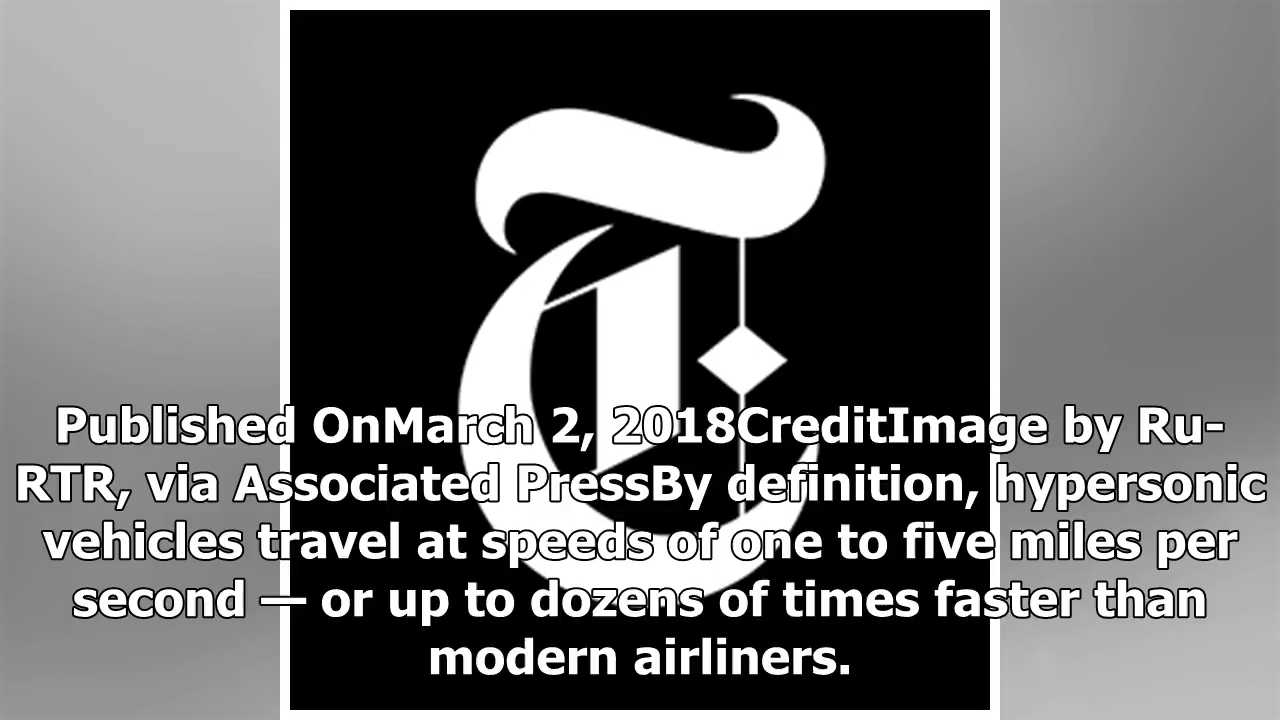 Published OnMarch 2, 2018CreditImage by Ru-
RTR, via Associated PressBy definition, hypersonic
vehicles travel at speeds of one to five miles per
second — or up to dozens of times faster than
modern airliners.